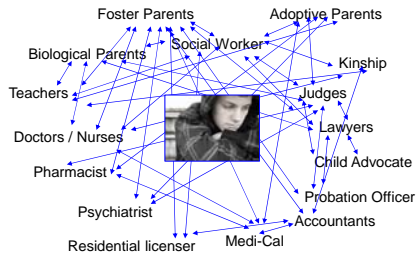 Foster Parents
Adoptive Parents
Biological Parents
Social Worker
Kinship
Teachers
Judges
Doctors / Nurses
Lawyers
Child Advocate
Pharmacist
Probation Officer
Psychiatrist
Accountants
Residential licenser
Medi-Cal